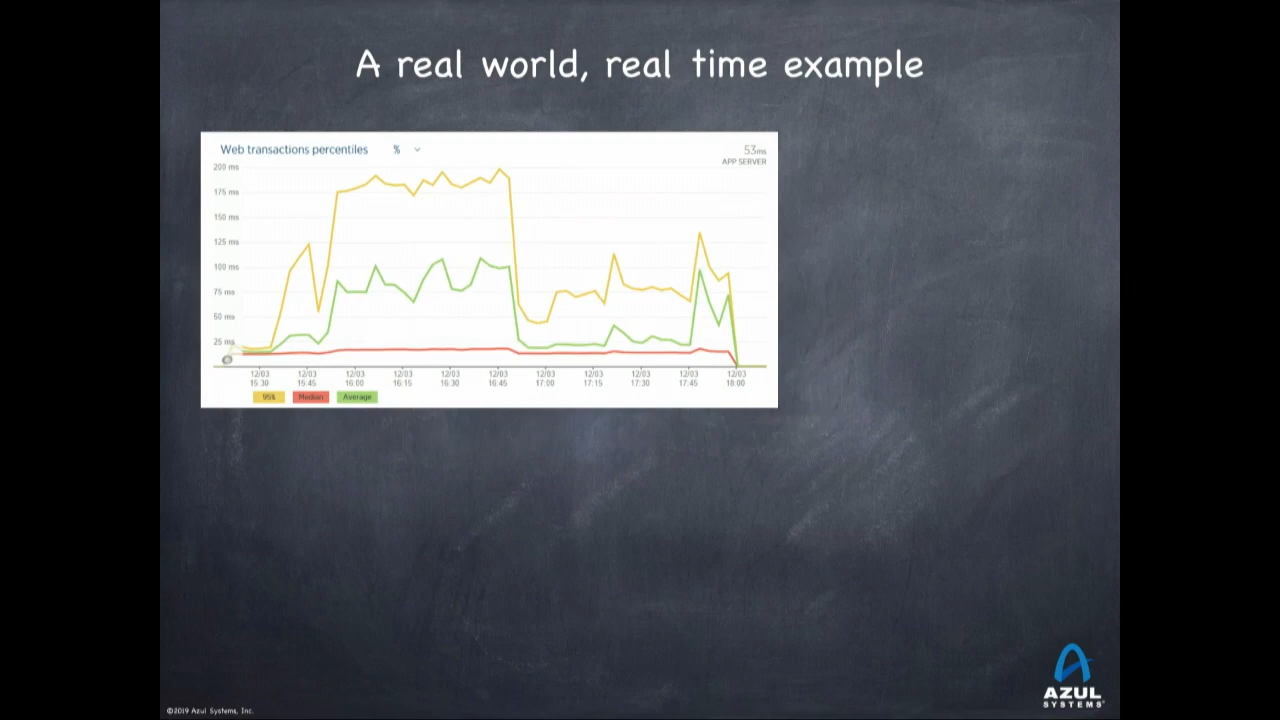 A real world, real time example
Web transactions percentiles %
53ms
APP SERVER
200 ms
175 ms
150 ms
125 ms
100 ms
75 ms
50 ms
25 ms
12/03 12/03 12/03 12/03 12/03 12/03 12/03 12/03 12/03 12/03 12/03
15:30 15:45 16:00 16:15 16:30 16:45 17:00 17:15 17:30 17:45 18:00
95% Median Average
AZUL
SYSTEMS
©2019 Azul Systems, Inc.